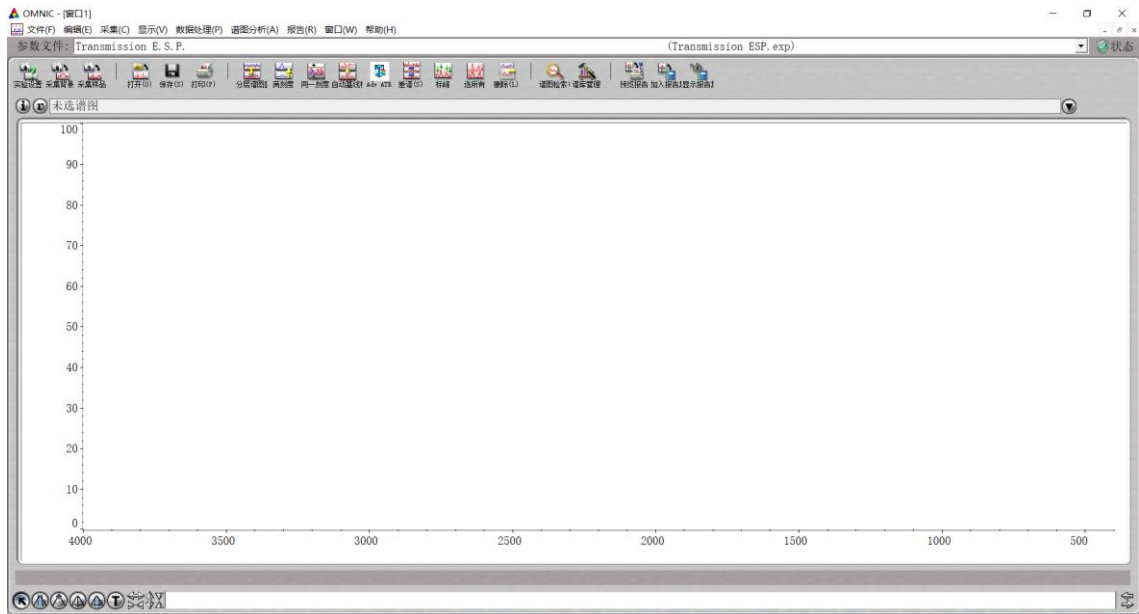 OMNIC - [窗口1]
文件(F) 编辑(E) 采集(C) 显示(V) 数据处理(P) 谱图分析(A) 报告(R) 窗口(W) 帮助(H)
参数文件: Transmission E.S.P. (Transmission ESP.exp) 状态
实验设置 采集背景 采集样品 打开(O) 保存(S) 打印(P) 分层谱图 满刻度 同一刻度 自动基线 Adv ATR 差谱(S) 标峰 选所有 删除(L) 谱图检索 谱库管理 预览报告 加入报告 显示报告
未选谱图
100
90
80
70
60
50
40
30
20
10
0
4000 3500 3000 2500 2000 1500 1000 500
T